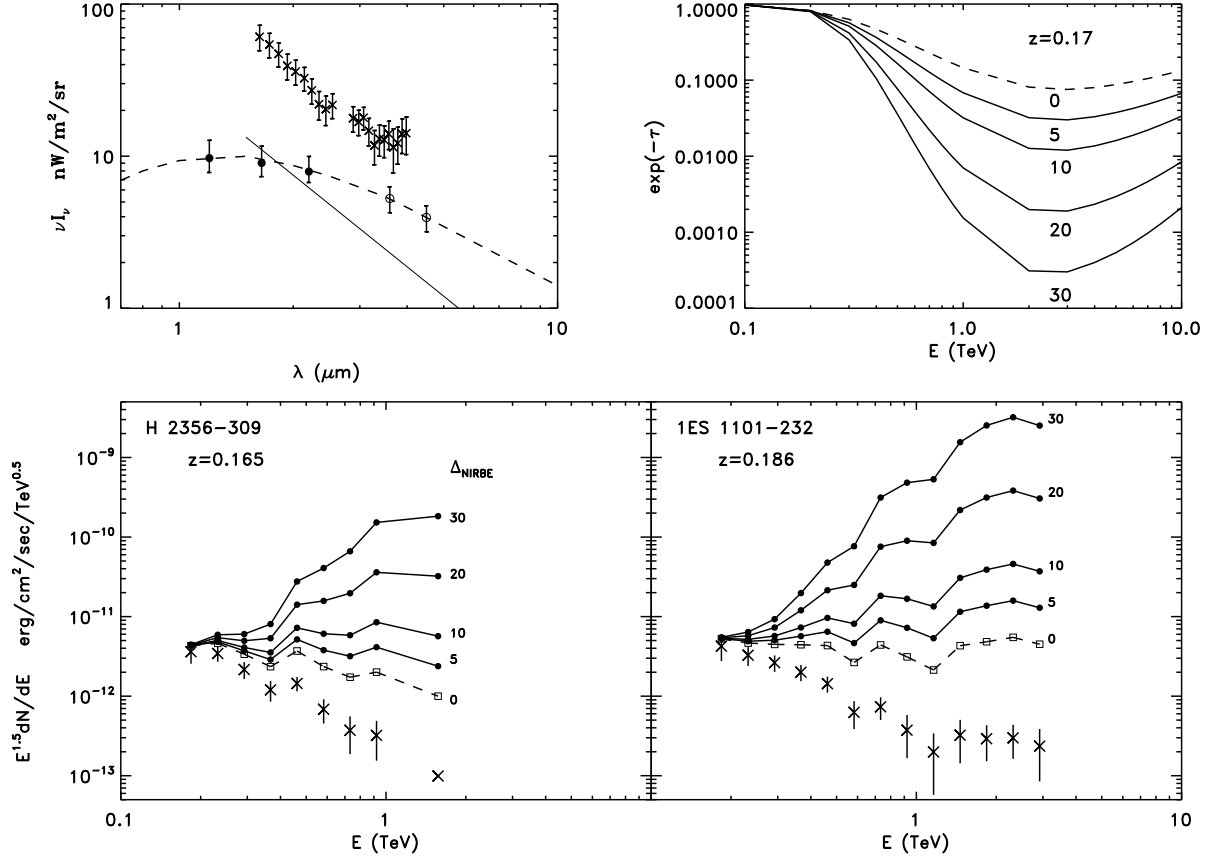 100
10
1
νIν nW/m²/sr
1
10
λ (μm)
1.0000
0.1000
0.0100
0.0010
0.0001
exp(−τ)
z=0.17
0
5
10
20
30
0.1
1.0
10.0
E (TeV)
H 2356−309
z=0.165
ΔNIRBE
30
20
10
5
0
10⁻⁹
10⁻¹⁰
10⁻¹¹
10⁻¹²
10⁻¹³
E¹·⁵dN/dE erg/cm²/sec/TeV⁰·⁵
0.1
1
E (TeV)
1ES 1101−232
z=0.186
30
20
10
5
0
1
10
E (TeV)